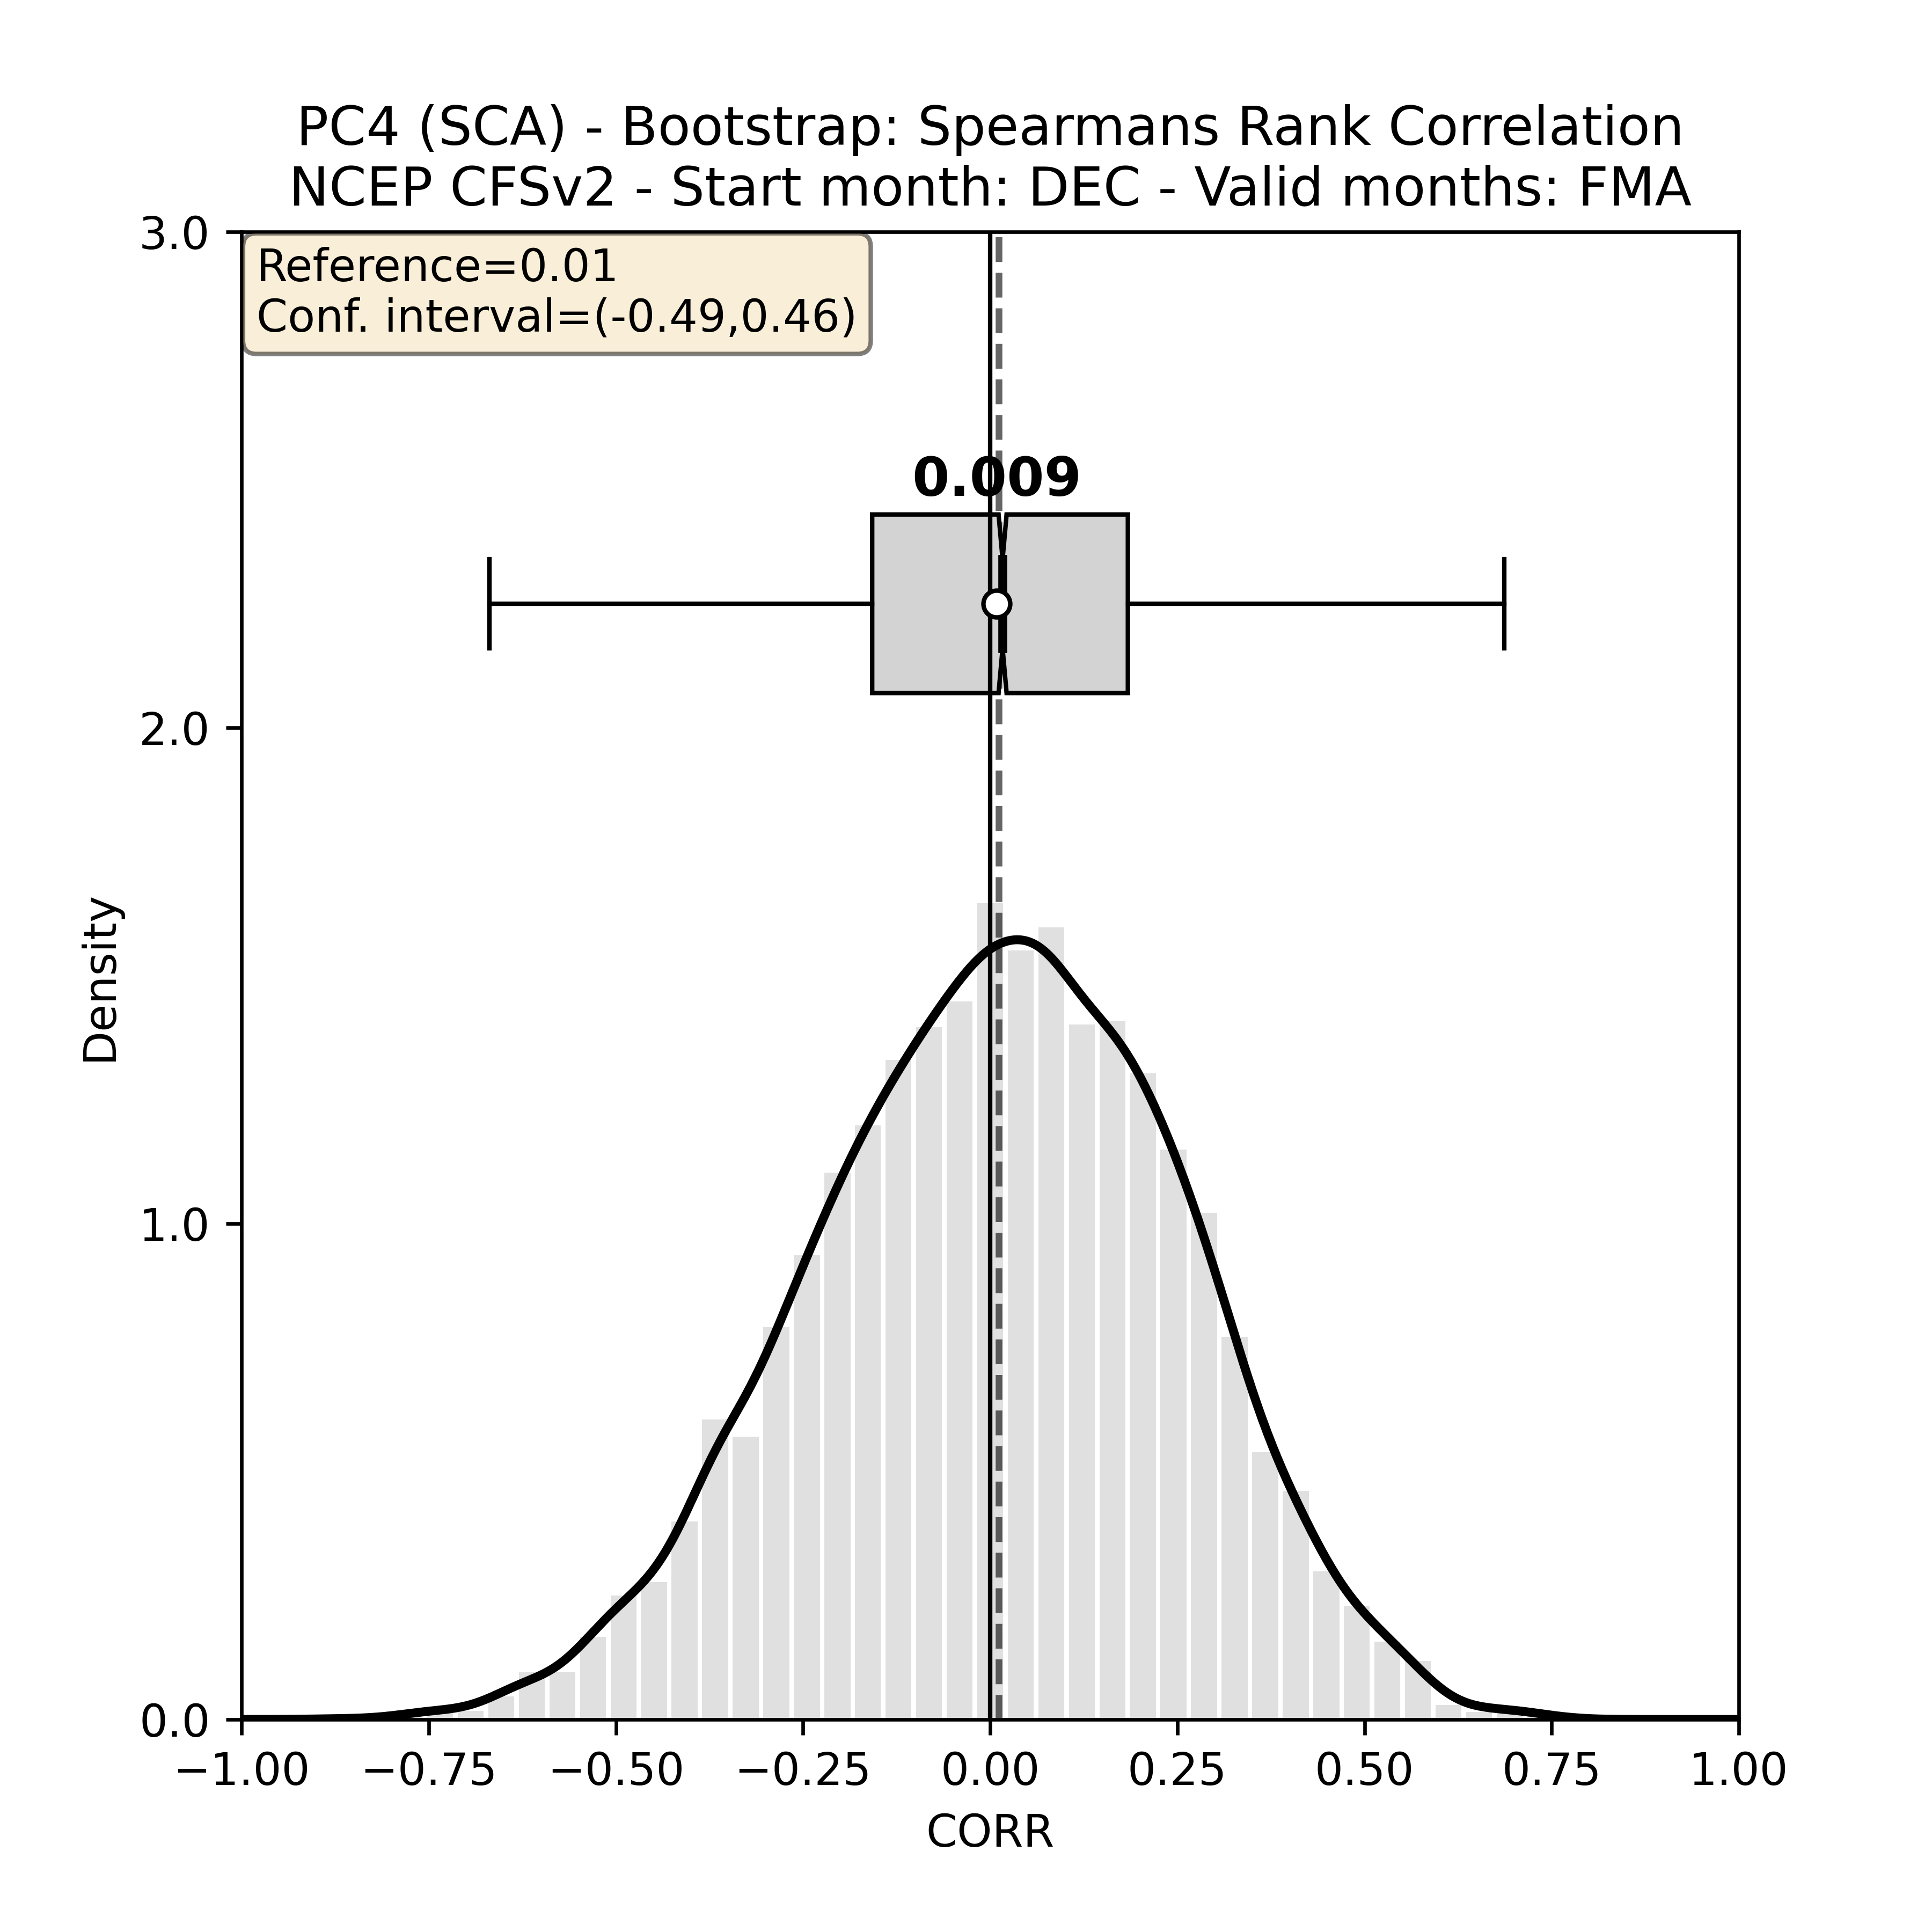 PC4 (SCA) - Bootstrap: Spearmans Rank Correlation
NCEP CFSv2 - Start month: DEC - Valid months: FMA
3.0
Reference=0.01
Conf. interval=(-0.49,0.46)
0.009
2.0
Density
1.0
0.0
−1.00 −0.75 −0.50 −0.25 0.00 0.25 0.50 0.75 1.00
CORR